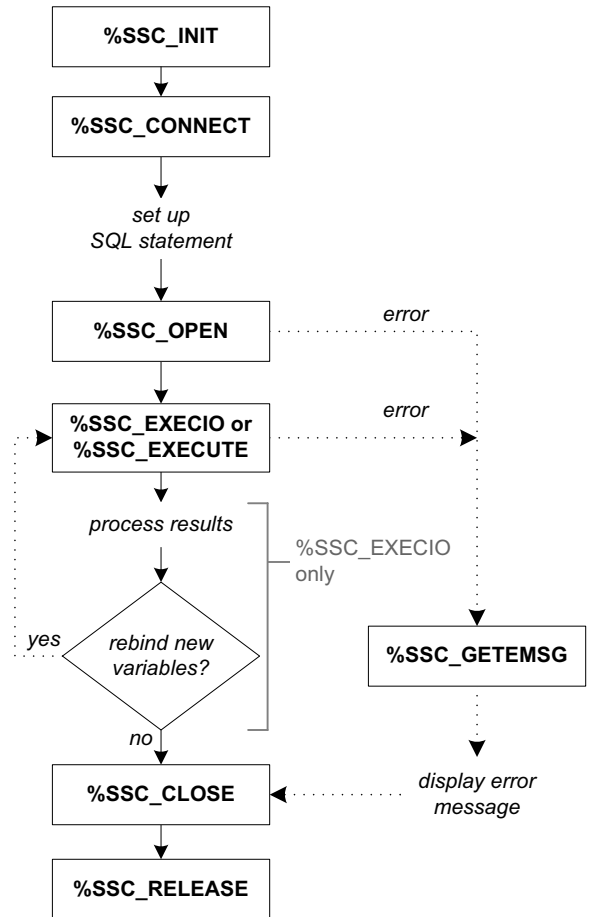 %SSC_INIT
%SSC_CONNECT
set up
SQL statement
%SSC_OPEN
error
%SSC_EXECIO or
%SSC_EXECUTE
error
process results
%SSC_EXECIO
only
yes
rebind new
variables?
%SSC_GETEMSG
no
%SSC_CLOSE
display error
message
%SSC_RELEASE